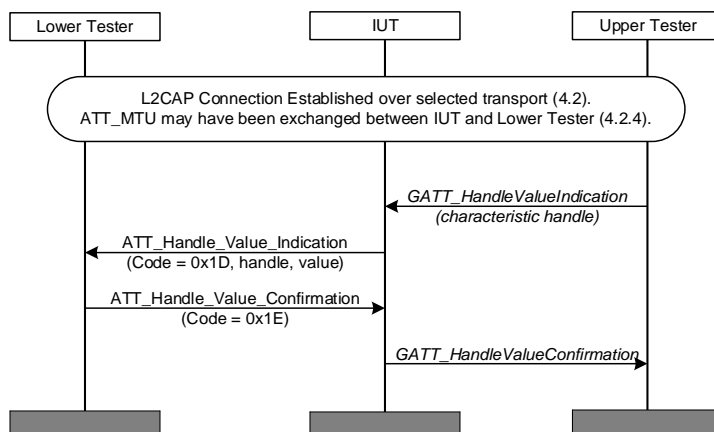 Lower Tester
IUT
Upper Tester
L2CAP Connection Established over selected transport (4.2).
ATT_MTU may have been exchanged between IUT and Lower Tester (4.2.4).
GATT_HandleValueIndication
(characteristic handle)
ATT_Handle_Value_Indication
(Code = 0x1D, handle, value)
ATT_Handle_Value_Confirmation
(Code = 0x1E)
GATT_HandleValueConfirmation